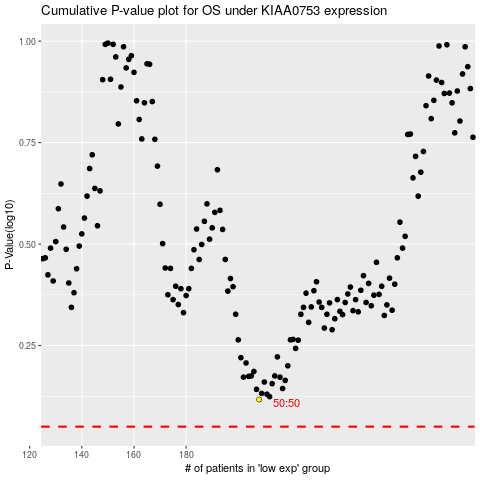 Cumulative P-value plot for OS under KIAA0753 expression
P-Value(log10)
1.00
0.75
0.50
0.25
50:50
120 140 160 180
# of patients in 'low exp' group